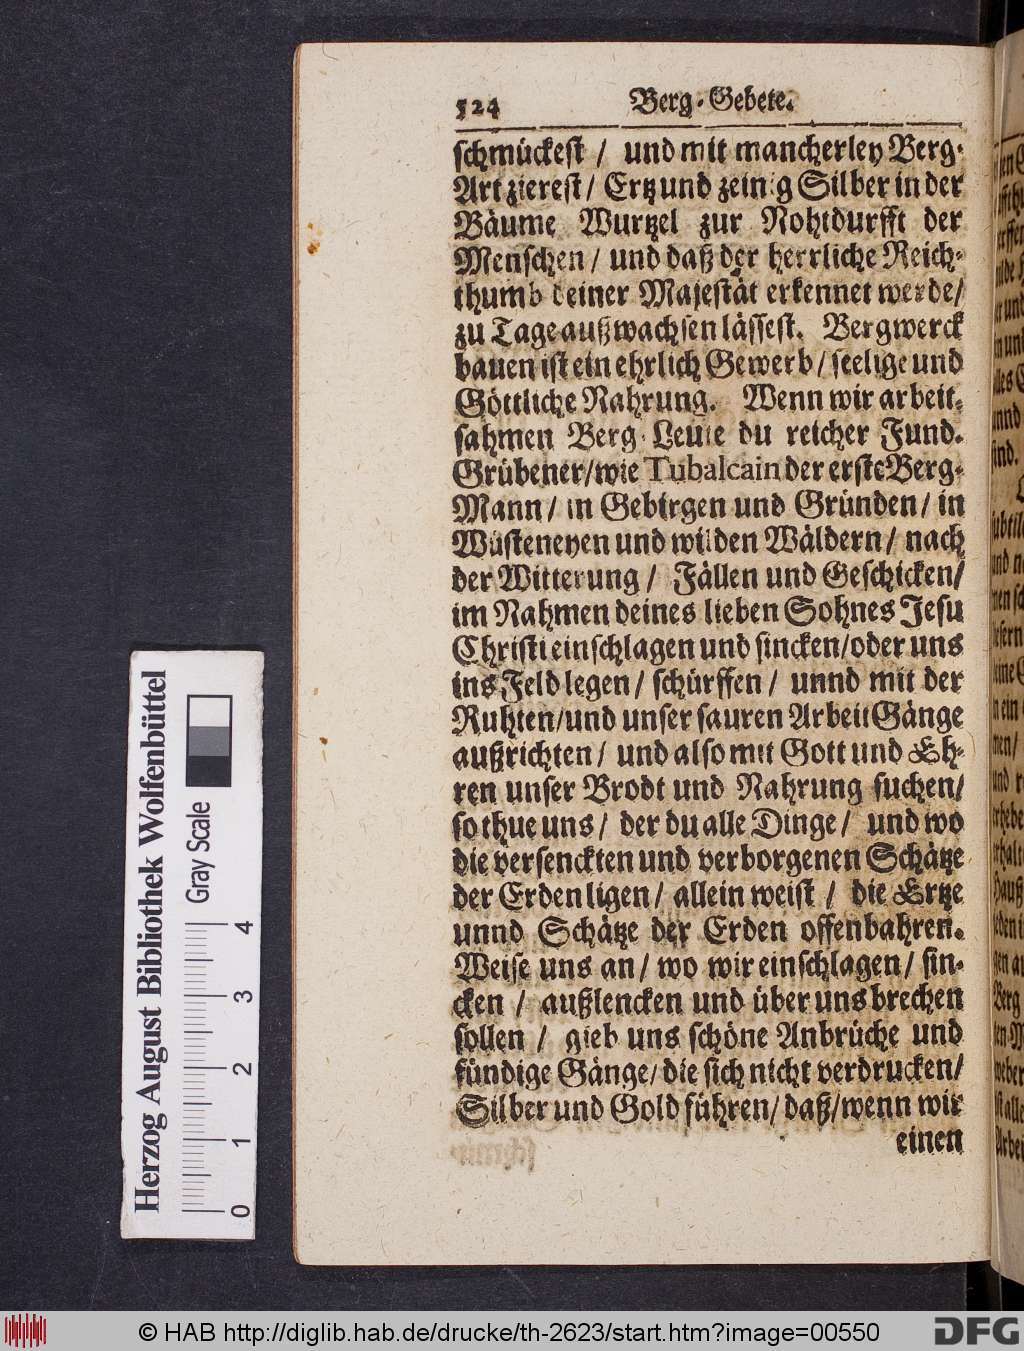 524 Berg-Gebete.
schmückest / und mit mancherley Berg-
Art zierest / Ertz und zeinig Silber in der
Bäume Wurtzel zur Nohtdurfft der
Menschen / und daß der herrliche Reich-
thumb deiner Majestät erkennet werde /
zu Tage außwachsen lässest. Bergwerck
bauen ist ein ehrlich Gewerb / seelige und
Göttliche Nahrung. Wenn wir arbeit-
sahmen Berg-Leute du reicher Fund-
Grübener / wie Tubalcain der erste Berg-
Mann / in Gebirgen und Gründen / in
Wüsteneyen und wilden Wäldern / nach
der Witterung / Fällen und Geschicken /
im Nahmen deines lieben Sohnes Jesu
Christi einschlagen und sincken / oder uns
ins Feld legen / schürffen / unnd mit der
Ruhten / und unser sauren Arbeit Gänge
außrichten / und also mit Gott und Eh-
ren unser Brodt und Nahrung suchen /
so thue uns / der du alle Dinge / und wo
die versenckten und verborgenen Schätze
der Erden ligen / allein weist / die Ertze
unnd Schätze der Erden offenbahren.
Weise uns an / wo wir einschlagen / sin-
cken / außlencken und über uns brechen
sollen / gieb uns schöne Anbrüche und
fündige Gänge / die sich nicht verdrucken /
Silber und Gold führen / daß / wenn wir
einen
Herzog August Bibliothek Wolfenbüttel
Gray Scale
0 1 2 3 4
© HAB http://diglib.hab.de/drucke/th-2623/start.htm?image=00550
DFG